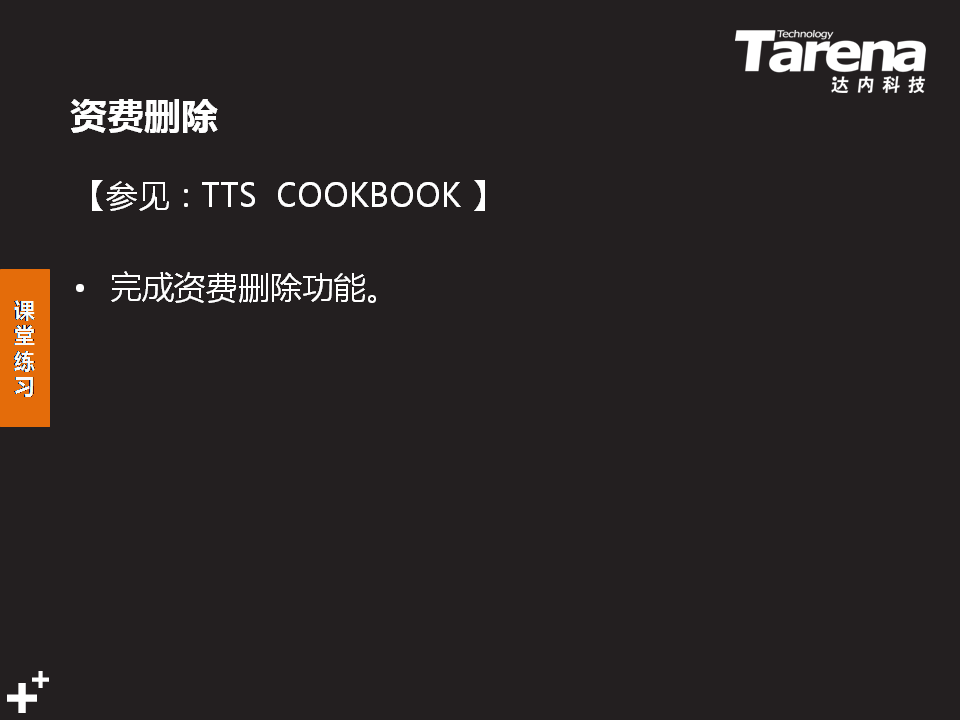 Technology
Tarena
达内科技
资费删除
【参见：TTS COOKBOOK 】
• 完成资费删除功能。
课
堂
练
习